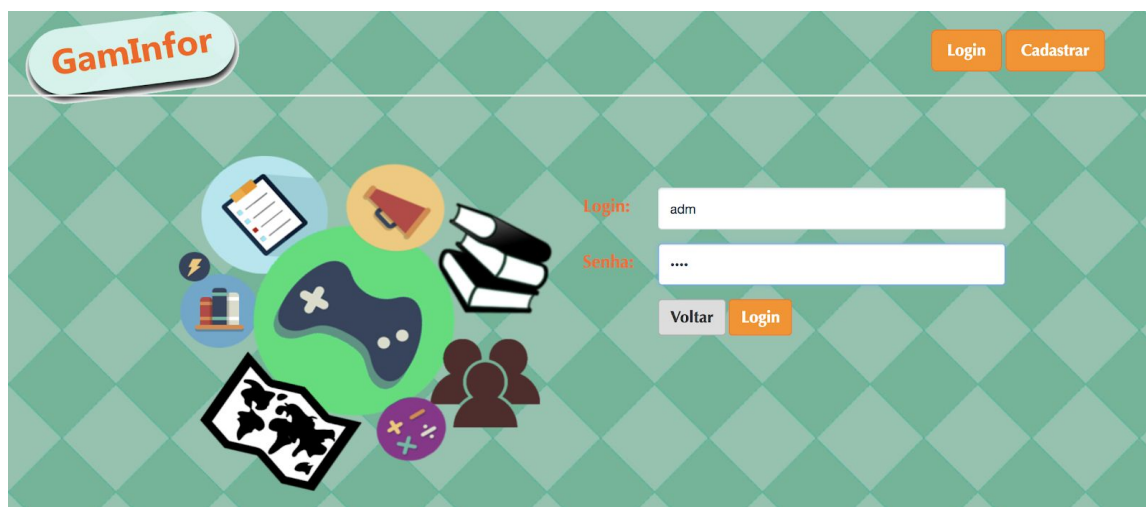 GamInfor
Login Cadastrar
Login: adm
Senha: ••••
Voltar Login